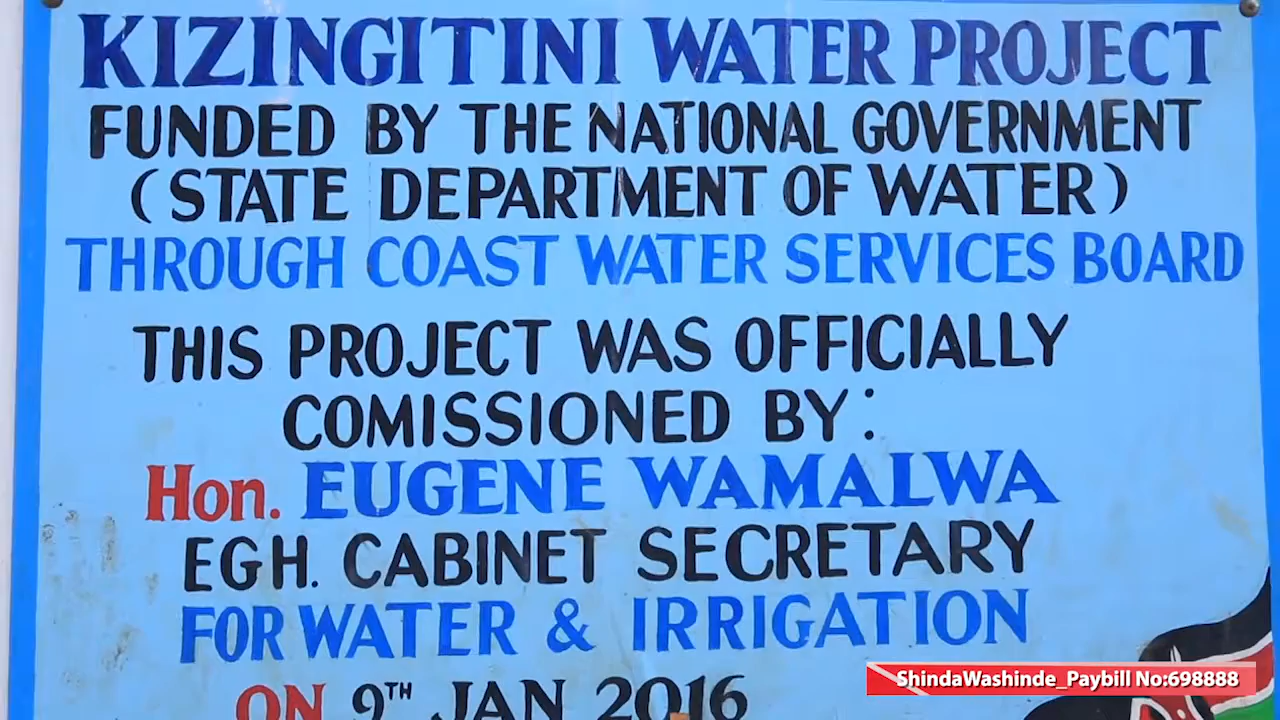 KIZINGITINI WATER PROJECT
FUNDED BY THE NATIONAL GOVERNMENT
(STATE DEPARTMENT OF WATER)
THROUGH COAST WATER SERVICES BOARD
THIS PROJECT WAS OFFICIALLY
COMISSIONED BY:
Hon. EUGENE WAMALWA
EGH. CABINET SECRETARY
FOR WATER & IRRIGATION
ON 9TH JAN 2016
ShindaWashinde_Paybill No:698888